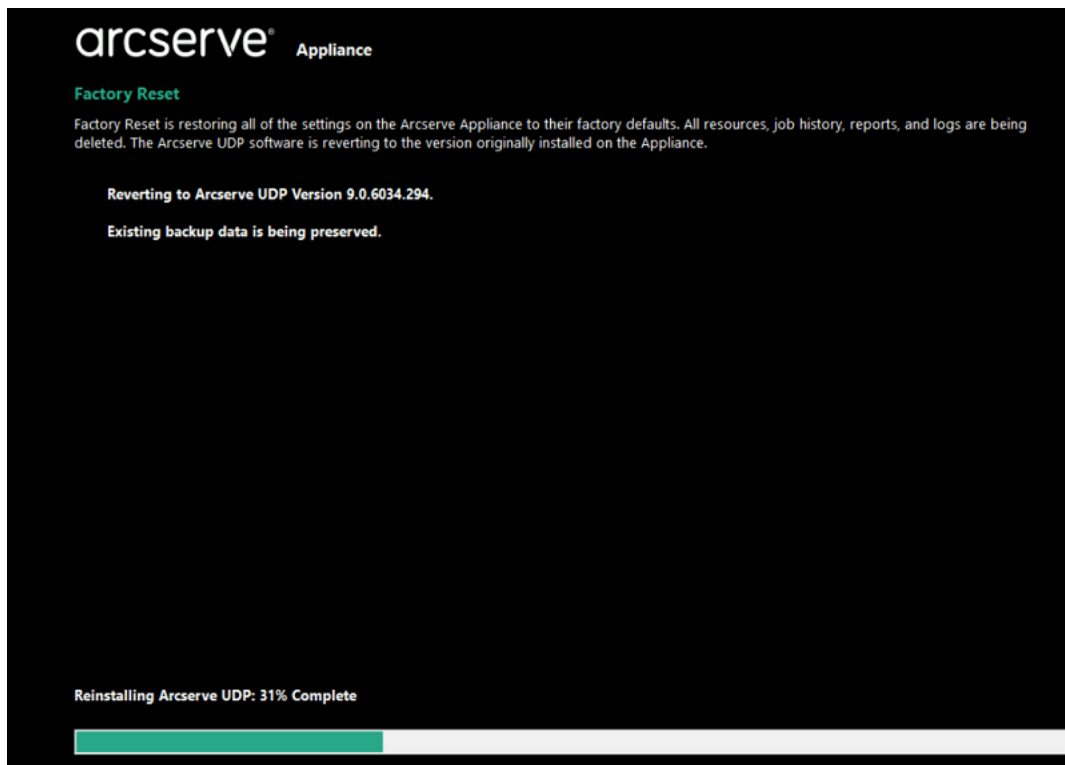 arcserve® Appliance
Factory Reset
Factory Reset is restoring all of the settings on the Arcserve Appliance to their factory defaults. All resources, job history, reports, and logs are being
deleted. The Arcserve UDP software is reverting to the version originally installed on the Appliance.
Reverting to Arcserve UDP Version 9.0.6034.294.
Existing backup data is being preserved.
Reinstalling Arcserve UDP: 31% Complete